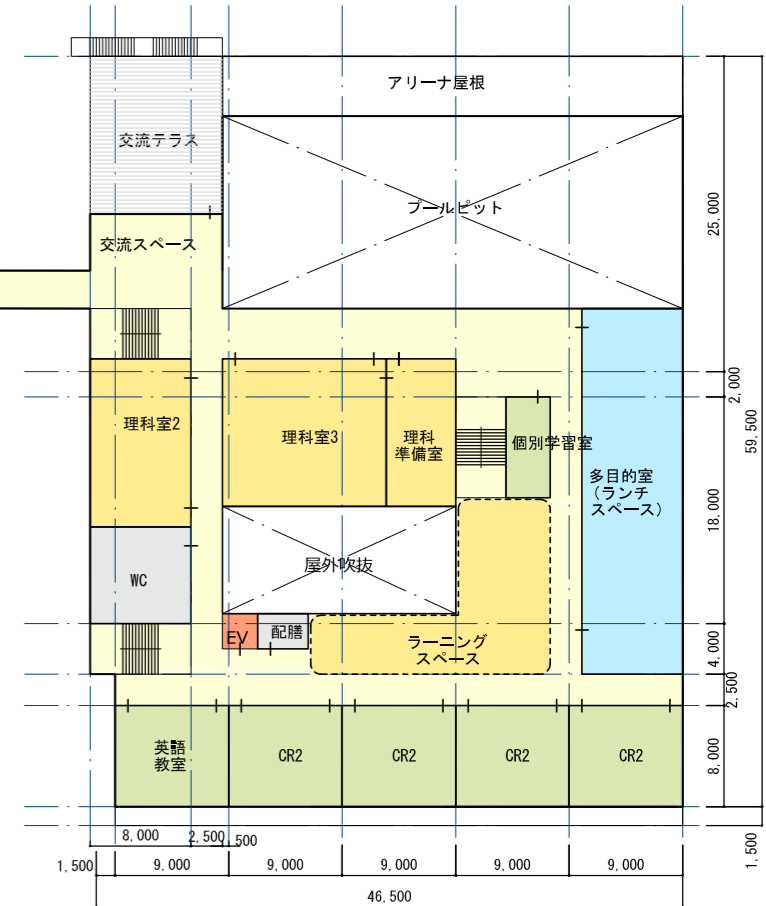 アリーナ屋根
交流テラス
プールピット
25,000
交流スペース
2,000
59,500
理科室2
理科室3
理科
準備室
個別学習室
多目的室
(ランチ
スペース)
18,000
屋外吹抜
WC
EV
配膳
ラーニング
スペース
4,000
2,500
英語
教室
CR2
CR2
CR2
CR2
8,000
8,000
2,500
1,500
1,500
9,000
9,000
9,000
9,000
9,000
46,500